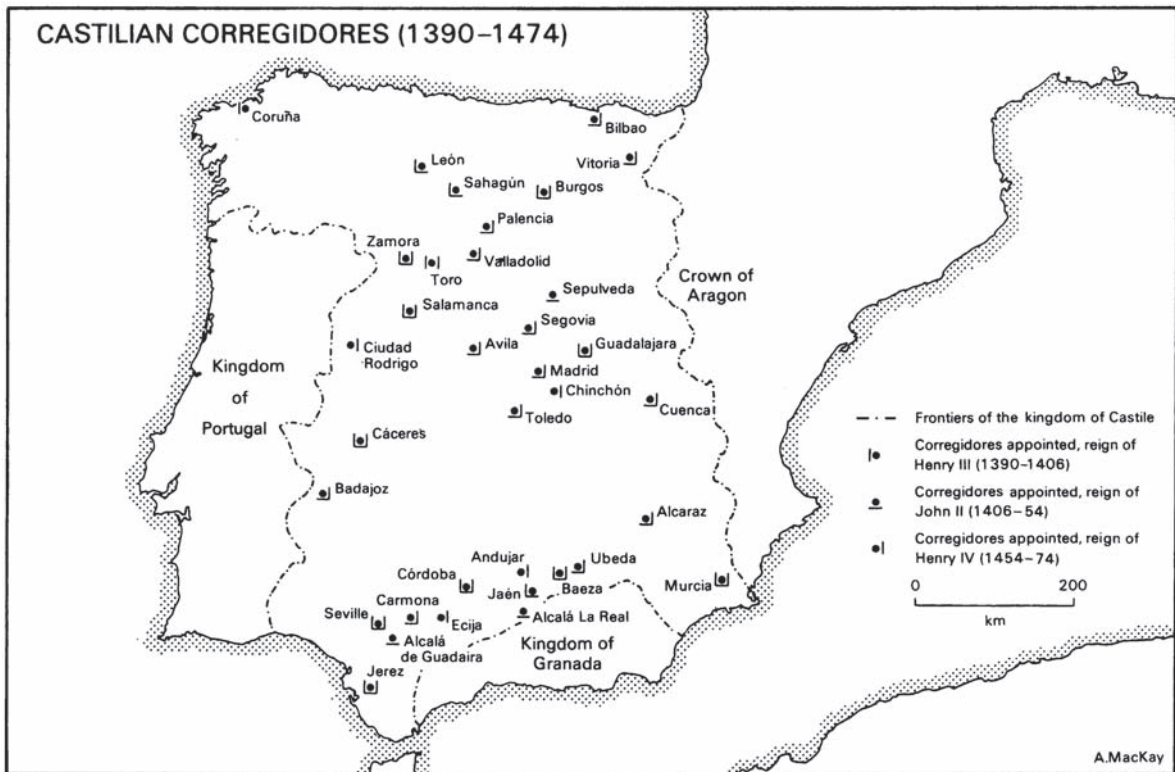 CASTILIAN CORREGIDORES (1390–1474)
Coruña
Bilbao
León
Vitoria
Sahagún
Burgos
Palencia
Zamora
Toro
Valladolid
Crown of
Aragon
Sepulveda
Salamanca
Segovia
Ciudad
Rodrigo
Avila
Guadalajara
Kingdom
of
Portugal
Madrid
Chinchón
Cuenca
Toledo
Cáceres
Badajoz
Alcaraz
Andujar
Ubeda
Córdoba
Jaén
Baeza
Murcia
Seville
Carmona
Ecija
Alcalá La Real
Alcalá
de Guadaira
Kingdom of
Granada
Jerez
Frontiers of the kingdom of Castile
Corregidores appointed, reign of
Henry III (1390–1406)
Corregidores appointed, reign of
John II (1406–54)
Corregidores appointed, reign of
Henry IV (1454–74)
0 200
km
A.MacKay